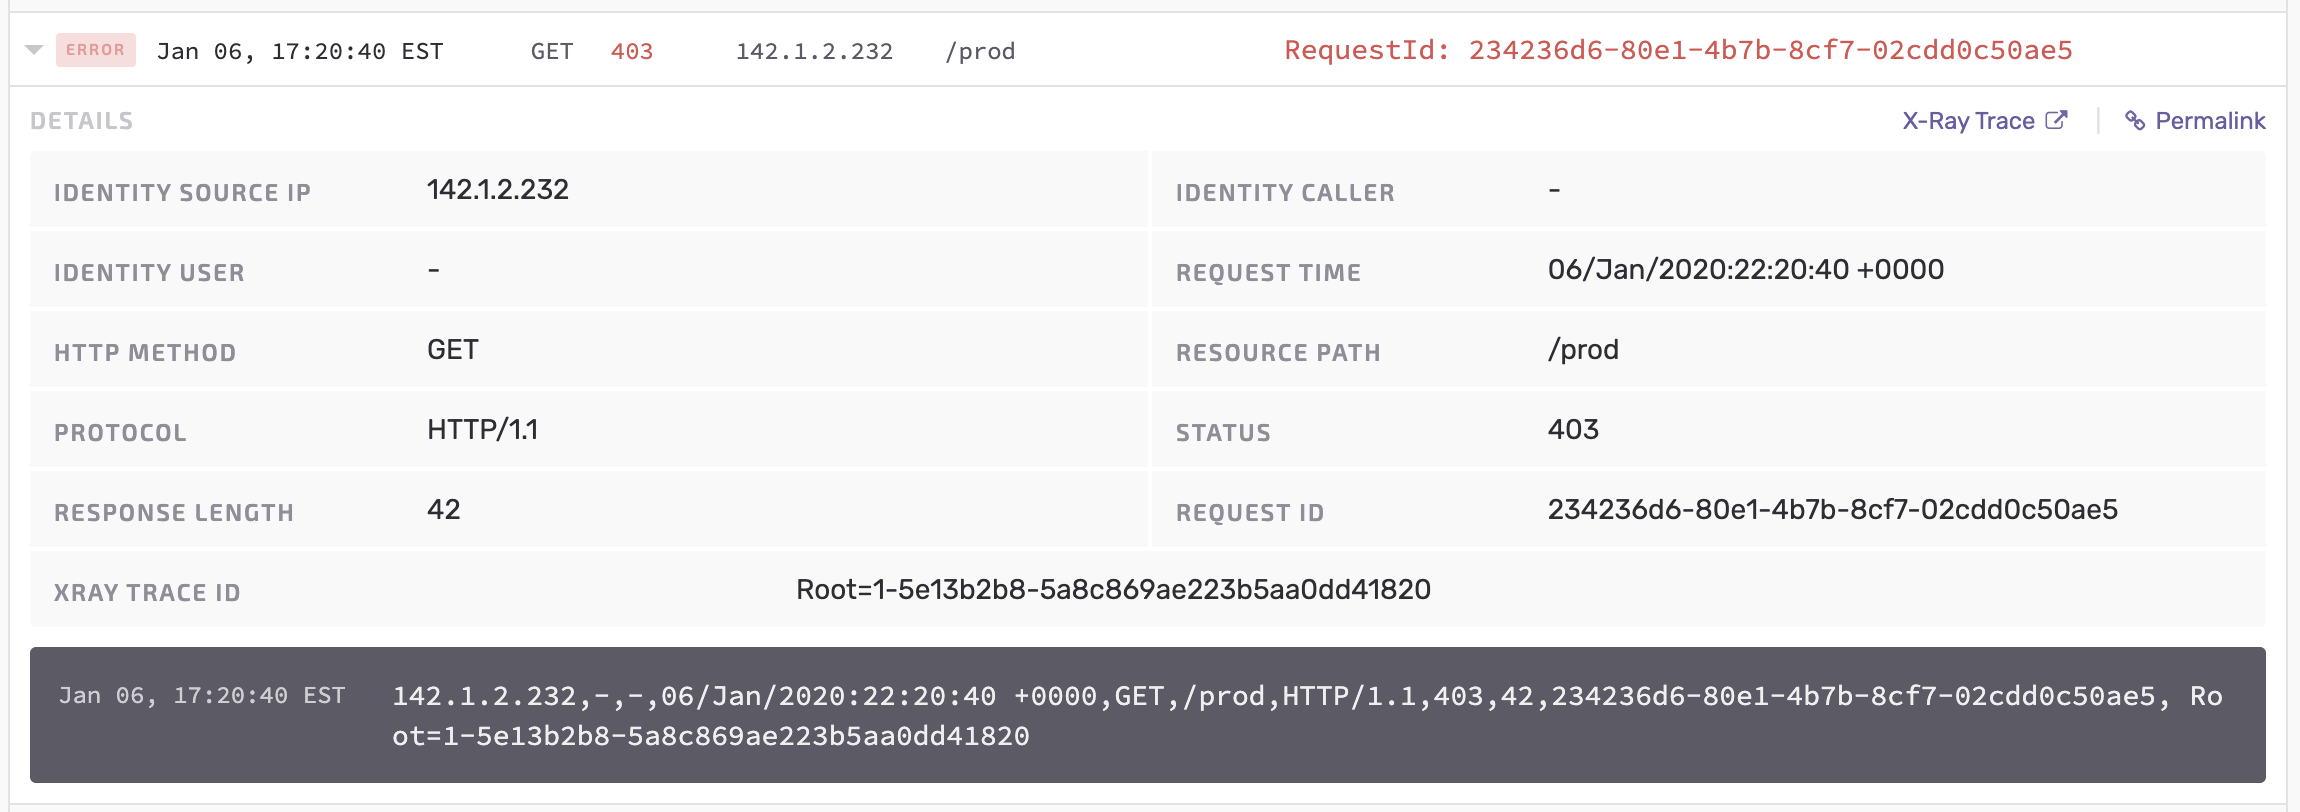 ERROR Jan 06, 17:20:40 EST GET 403 142.1.2.232 /prod RequestId: 234236d6-80e1-4b7b-8cf7-02cdd0c50ae5
DETAILS X-Ray Trace Permalink
IDENTITY SOURCE IP 142.1.2.232 IDENTITY CALLER -
IDENTITY USER - REQUEST TIME 06/Jan/2020:22:20:40 +0000
HTTP METHOD GET RESOURCE PATH /prod
PROTOCOL HTTP/1.1 STATUS 403
RESPONSE LENGTH 42 REQUEST ID 234236d6-80e1-4b7b-8cf7-02cdd0c50ae5
XRAY TRACE ID Root=1-5e13b2b8-5a8c869ae223b5aa0dd41820
Jan 06, 17:20:40 EST 142.1.2.232,-,-,06/Jan/2020:22:20:40 +0000,GET,/prod,HTTP/1.1,403,42,234236d6-80e1-4b7b-8cf7-02cdd0c50ae5, Ro
ot=1-5e13b2b8-5a8c869ae223b5aa0dd41820